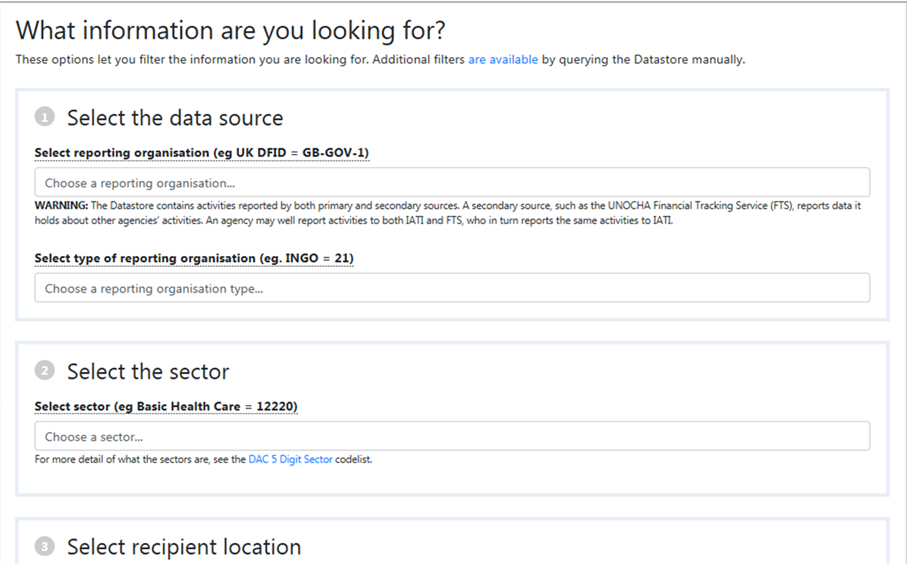 What information are you looking for?
These options let you filter the information you are looking for. Additional filters are available by querying the Datastore manually.
1 Select the data source
Select reporting organisation (eg UK DFID = GB-GOV-1)
Choose a reporting organisation...
WARNING: The Datastore contains activities reported by both primary and secondary sources. A secondary source, such as the UNOCHA Financial Tracking Service (FTS), reports data it
holds about other agencies' activities. An agency may well report activities to both IATI and FTS, who in turn reports the same activities to IATI.
Select type of reporting organisation (eg. INGO = 21)
Choose a reporting organisation type...
2 Select the sector
Select sector (eg Basic Health Care = 12220)
Choose a sector...
For more detail of what the sectors are, see the DAC 5 Digit Sector codelist.
3 Select recipient location